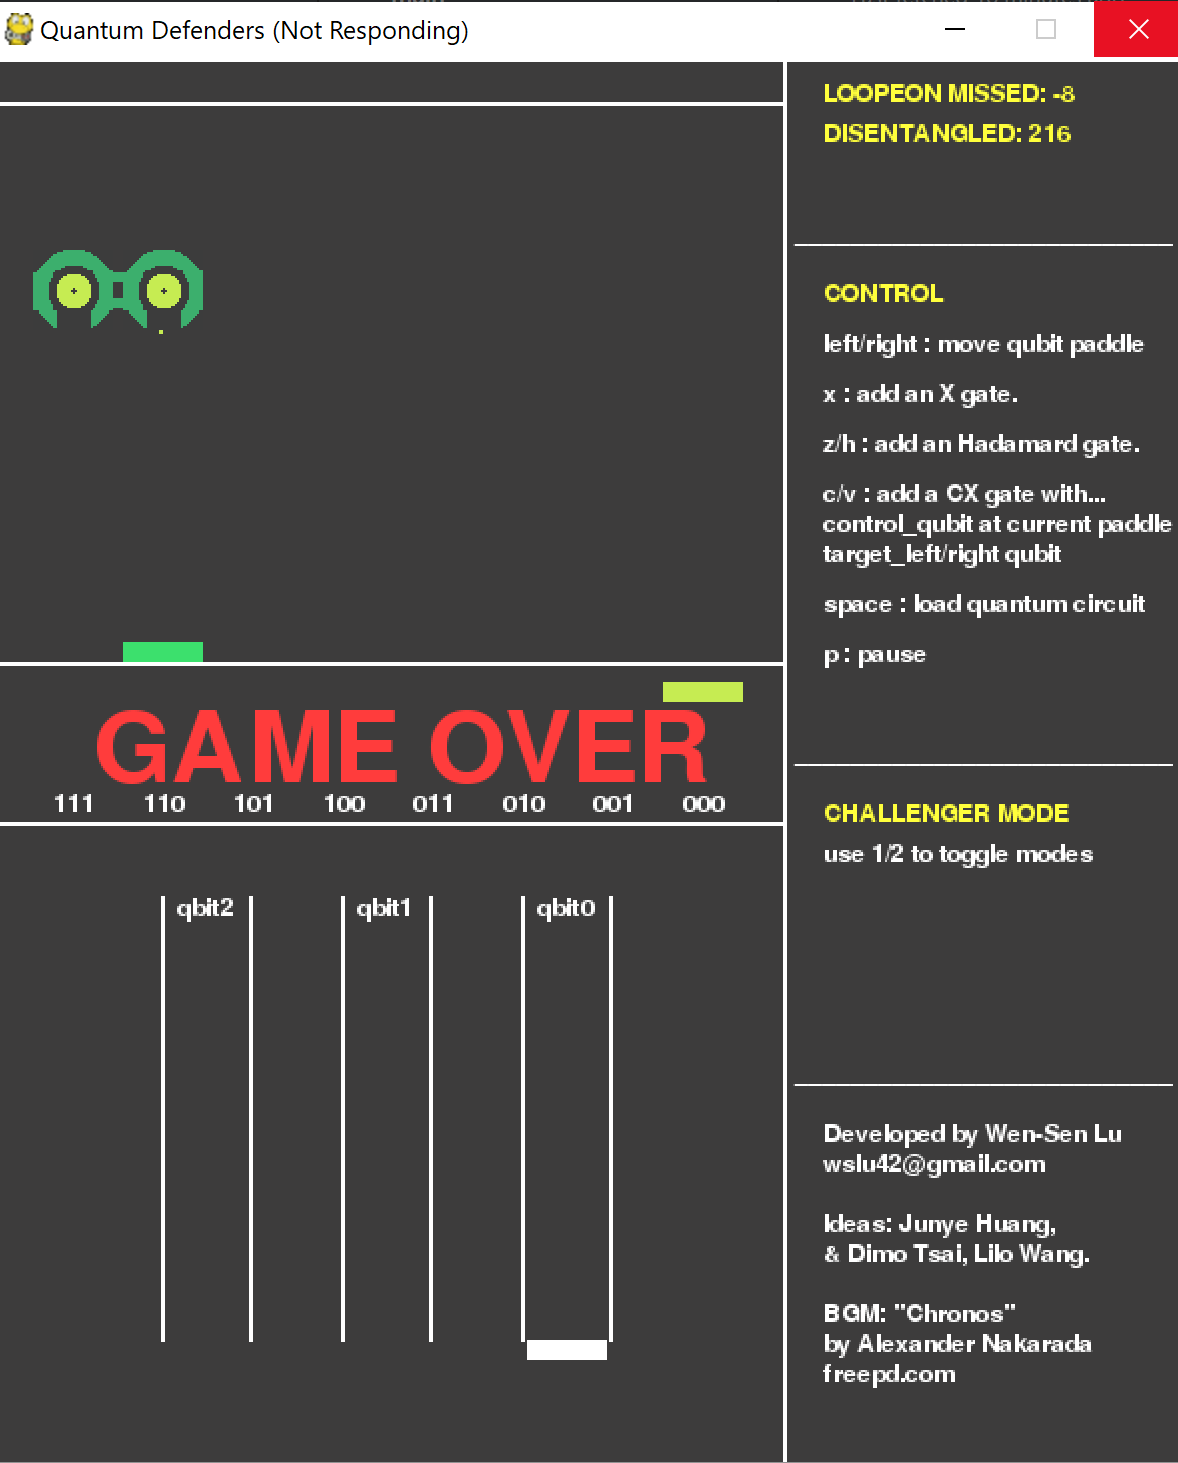 Quantum Defenders (Not Responding)
LOOPEON MISSED: -8
DISENTANGLED: 216
CONTROL
left/right : move qubit paddle
x : add an X gate.
z/h : add an Hadamard gate.
c/v : add a CX gate with...
control_qubit at current paddle
target_left/right qubit
space : load quantum circuit
p : pause
GAME OVER
111 110 101 100 011 010 001 000
CHALLENGER MODE
use 1/2 to toggle modes
qbit2 qbit1 qbit0
Developed by Wen-Sen Lu
wslu42@gmail.com
Ideas: Junye Huang,
& Dimo Tsai, Lilo Wang.
BGM: "Chronos"
by Alexander Nakarada
freepd.com